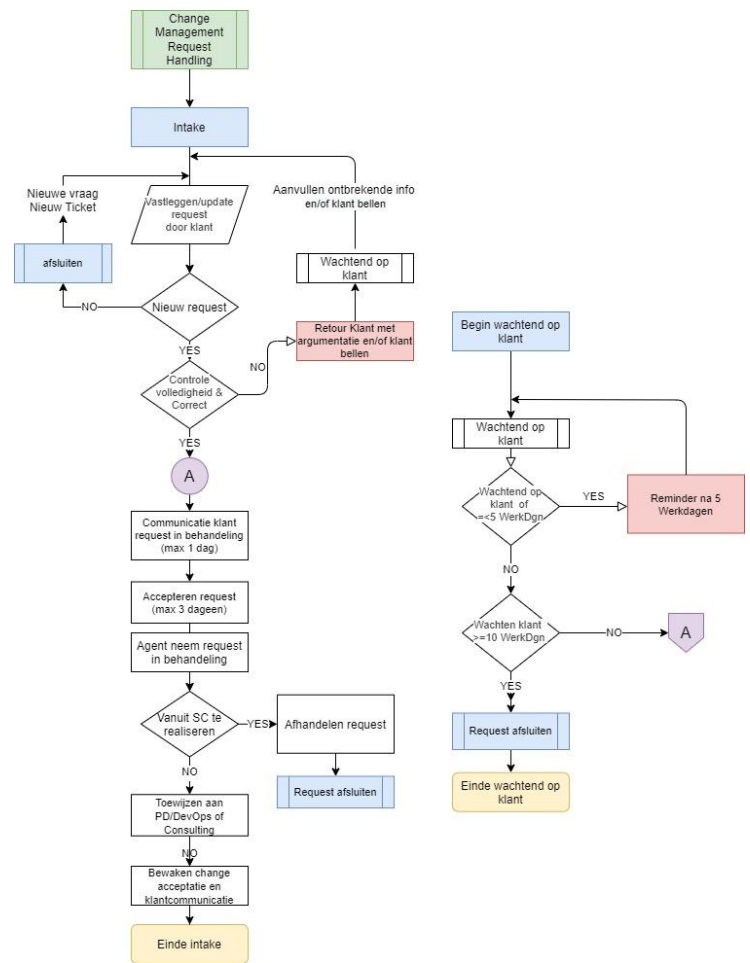 Change
Management
Request
Handling
Intake
Nieuwe vraag
Nieuw Ticket
Vastleggen/update
request
door klant
Aanvullen ontbrekende info
en/of klant bellen
afsluiten
Wachtend op
klant
NO
Nieuw request
YES
Retour Klant met
argumentatie en/of klant
bellen
NO
Controle
volledigheid &
Correct
YES
A
Communicatie klant
request in behandeling
(max 1 dag)
Accepteren request
(max 3 dageen)
Agent neem request
in behandeling
Vanuit SC te
realiseren
YES
Afhandelen request
Request afsluiten
NO
Toewijzen aan
PD/DevOps of
Consulting
NO
Bewaken change
acceptatie en
klantcommunicatie
Einde intake
Begin wachtend op
klant
Wachtend op
klant
Wachtend op
klant of
=<5 WerkDgn
YES
Reminder na 5
Werkdagen
NO
Wachten klant
>=10 WerkDgn
NO
A
YES
Request afsluiten
Einde wachtend op
klant